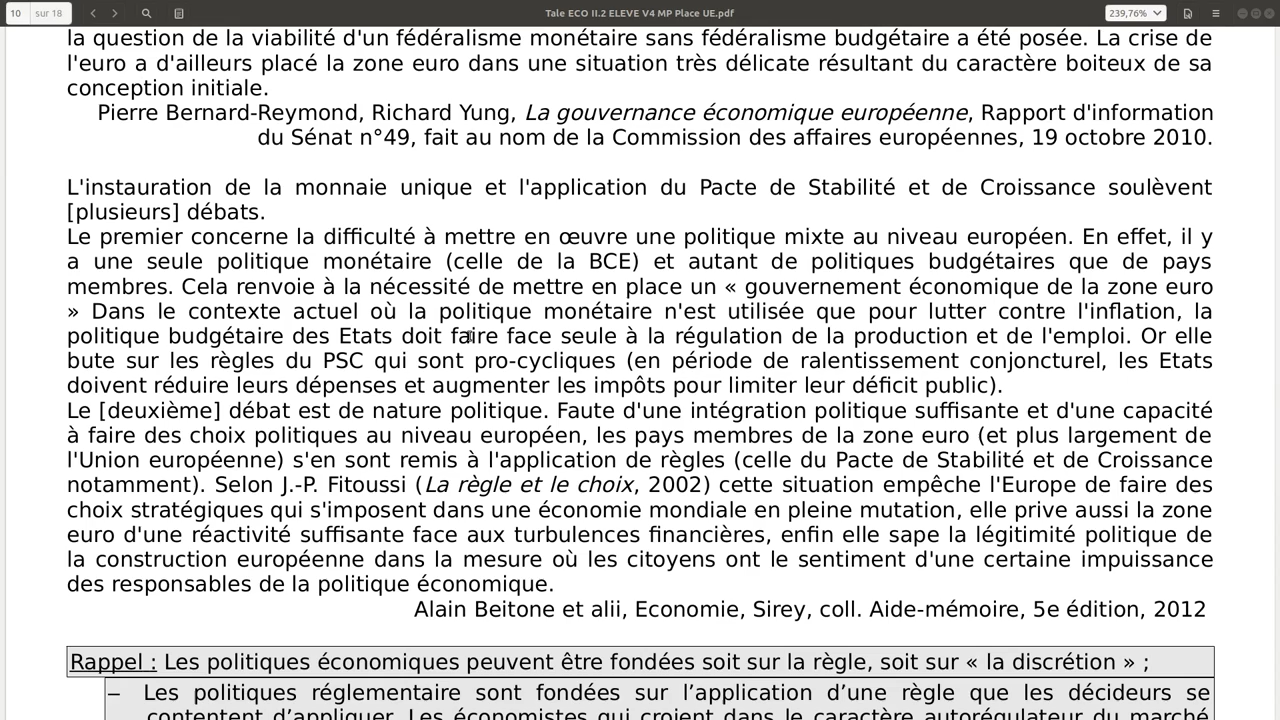 10 sur 18 Tale ECO II.2 ELEVE V4 MP Place UE.pdf 239,76%
la question de la viabilité d'un fédéralisme monétaire sans fédéralisme budgétaire a été posée. La crise de
l'euro a d'ailleurs placé la zone euro dans une situation très délicate résultant du caractère boiteux de sa
conception initiale.
Pierre Bernard-Reymond, Richard Yung, La gouvernance économique européenne, Rapport d'information
du Sénat n°49, fait au nom de la Commission des affaires européennes, 19 octobre 2010.
L'instauration de la monnaie unique et l'application du Pacte de Stabilité et de Croissance soulèvent
[plusieurs] débats.
Le premier concerne la difficulté à mettre en œuvre une politique mixte au niveau européen. En effet, il y
a une seule politique monétaire (celle de la BCE) et autant de politiques budgétaires que de pays
membres. Cela renvoie à la nécessité de mettre en place un « gouvernement économique de la zone euro
» Dans le contexte actuel où la politique monétaire n'est utilisée que pour lutter contre l'inflation, la
politique budgétaire des Etats doit faire face seule à la régulation de la production et de l'emploi. Or elle
bute sur les règles du PSC qui sont pro-cycliques (en période de ralentissement conjoncturel, les Etats
doivent réduire leurs dépenses et augmenter les impôts pour limiter leur déficit public).
Le [deuxième] débat est de nature politique. Faute d'une intégration politique suffisante et d'une capacité
à faire des choix politiques au niveau européen, les pays membres de la zone euro (et plus largement de
l'Union européenne) s'en sont remis à l'application de règles (celle du Pacte de Stabilité et de Croissance
notamment). Selon J.-P. Fitoussi (La règle et le choix, 2002) cette situation empêche l'Europe de faire des
choix stratégiques qui s'imposent dans une économie mondiale en pleine mutation, elle prive aussi la zone
euro d'une réactivité suffisante face aux turbulences financières, enfin elle sape la légitimité politique de
la construction européenne dans la mesure où les citoyens ont le sentiment d'une certaine impuissance
des responsables de la politique économique.
Alain Beitone et alii, Economie, Sirey, coll. Aide-mémoire, 5e édition, 2012
Rappel : Les politiques économiques peuvent être fondées soit sur la règle, soit sur « la discrétion » ;
– Les politiques réglementaire sont fondées sur l’application d’une règle que les décideurs se
contentent d’appliquer. Les économistes qui croient dans le caractère autorégulateur du marché